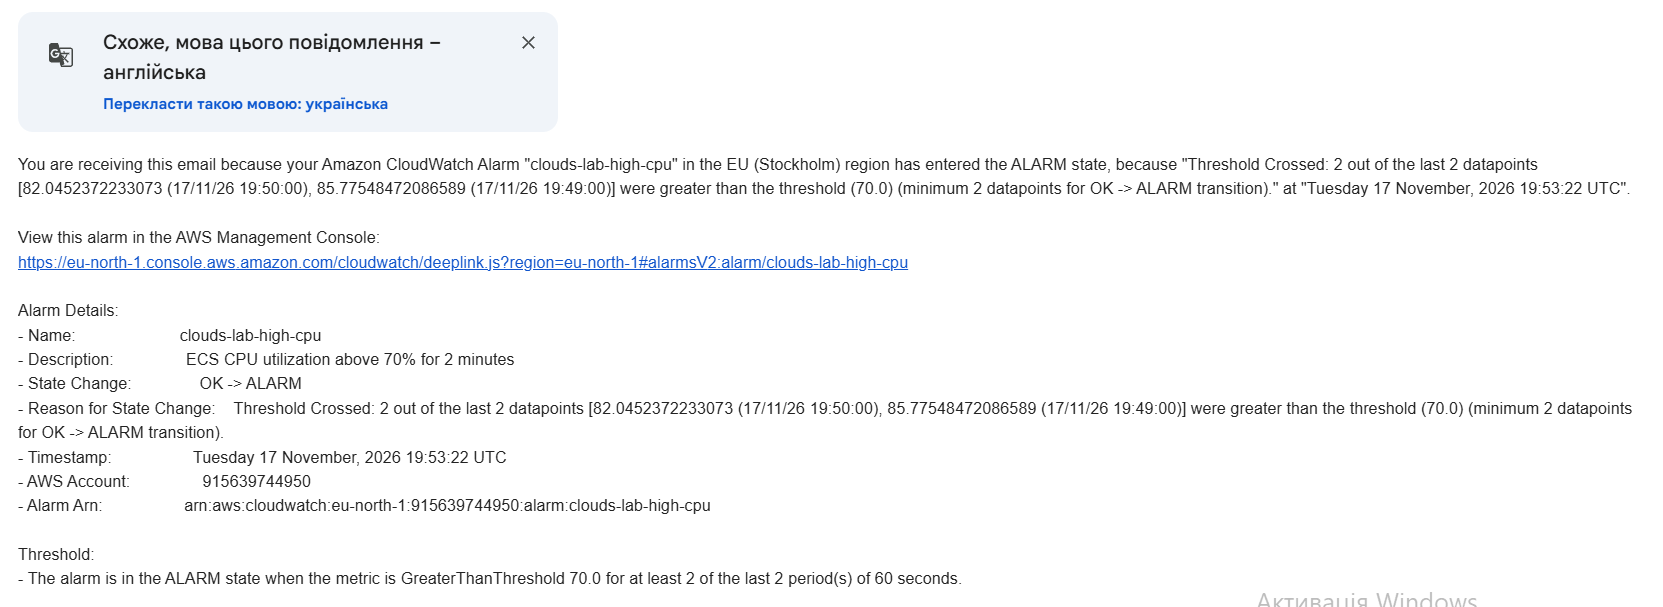 Схоже, мова цього повідомлення –
англійська
Перекласти такою мовою: українська
You are receiving this email because your Amazon CloudWatch Alarm "clouds-lab-high-cpu" in the EU (Stockholm) region has entered the ALARM state, because "Threshold Crossed: 2 out of the last 2 datapoints
[82.0452372233073 (17/11/26 19:50:00), 85.77548472086589 (17/11/26 19:49:00)] were greater than the threshold (70.0) (minimum 2 datapoints for OK -> ALARM transition)." at "Tuesday 17 November, 2026 19:53:22 UTC".
View this alarm in the AWS Management Console:
https://eu-north-1.console.aws.amazon.com/cloudwatch/deeplink.js?region=eu-north-1#alarmsV2:alarm/clouds-lab-high-cpu
Alarm Details:
- Name: clouds-lab-high-cpu
- Description: ECS CPU utilization above 70% for 2 minutes
- State Change: OK -> ALARM
- Reason for State Change: Threshold Crossed: 2 out of the last 2 datapoints [82.0452372233073 (17/11/26 19:50:00), 85.77548472086589 (17/11/26 19:49:00)] were greater than the threshold (70.0) (minimum 2 datapoints
for OK -> ALARM transition).
- Timestamp: Tuesday 17 November, 2026 19:53:22 UTC
- AWS Account: 915639744950
- Alarm Arn: arn:aws:cloudwatch:eu-north-1:915639744950:alarm:clouds-lab-high-cpu
Threshold:
- The alarm is in the ALARM state when the metric is GreaterThanThreshold 70.0 for at least 2 of the last 2 period(s) of 60 seconds.
Активація Windows